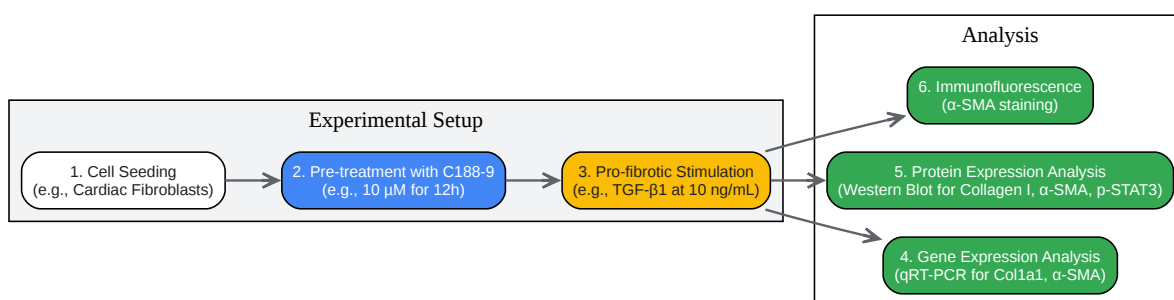 Experimental Setup
1. Cell Seeding
(e.g., Cardiac Fibroblasts)
2. Pre-treatment with C188-9
(e.g., 10 µM for 12h)
3. Pro-fibrotic Stimulation
(e.g., TGF-β1 at 10 ng/mL)
Analysis
6. Immunofluorescence
(α-SMA staining)
5. Protein Expression Analysis
(Western Blot for Collagen I, α-SMA, p-STAT3)
4. Gene Expression Analysis
(qRT-PCR for Col1a1, α-SMA)